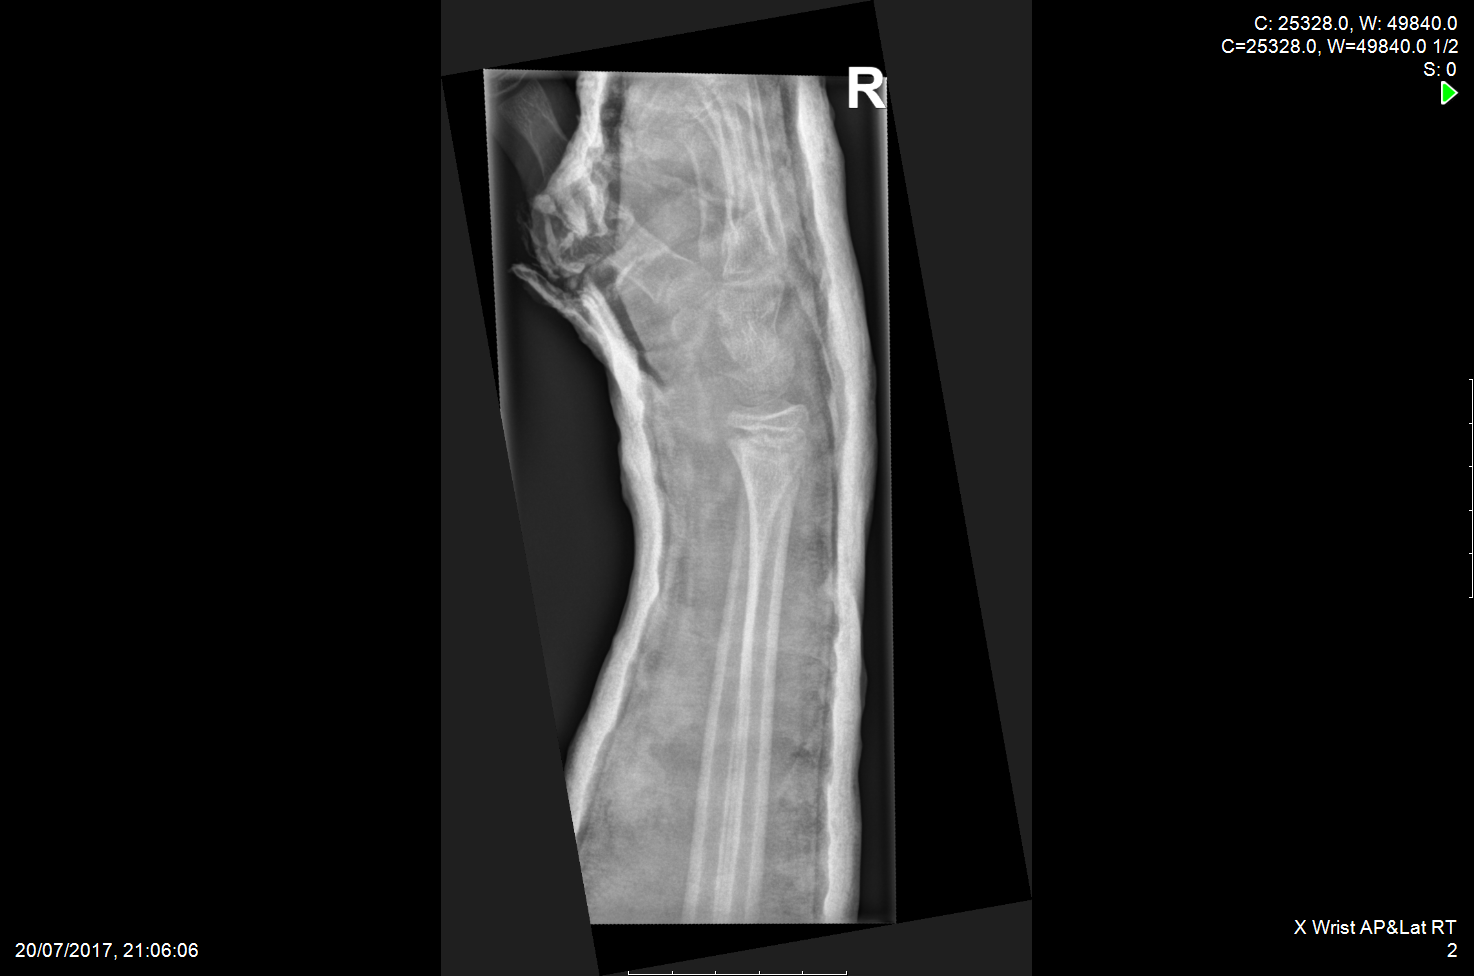 C: 25328.0, W: 49840.0
C=25328.0, W=49840.0 1/2
S: 0
R
20/07/2017, 21:06:06
X Wrist AP&Lat RT
2